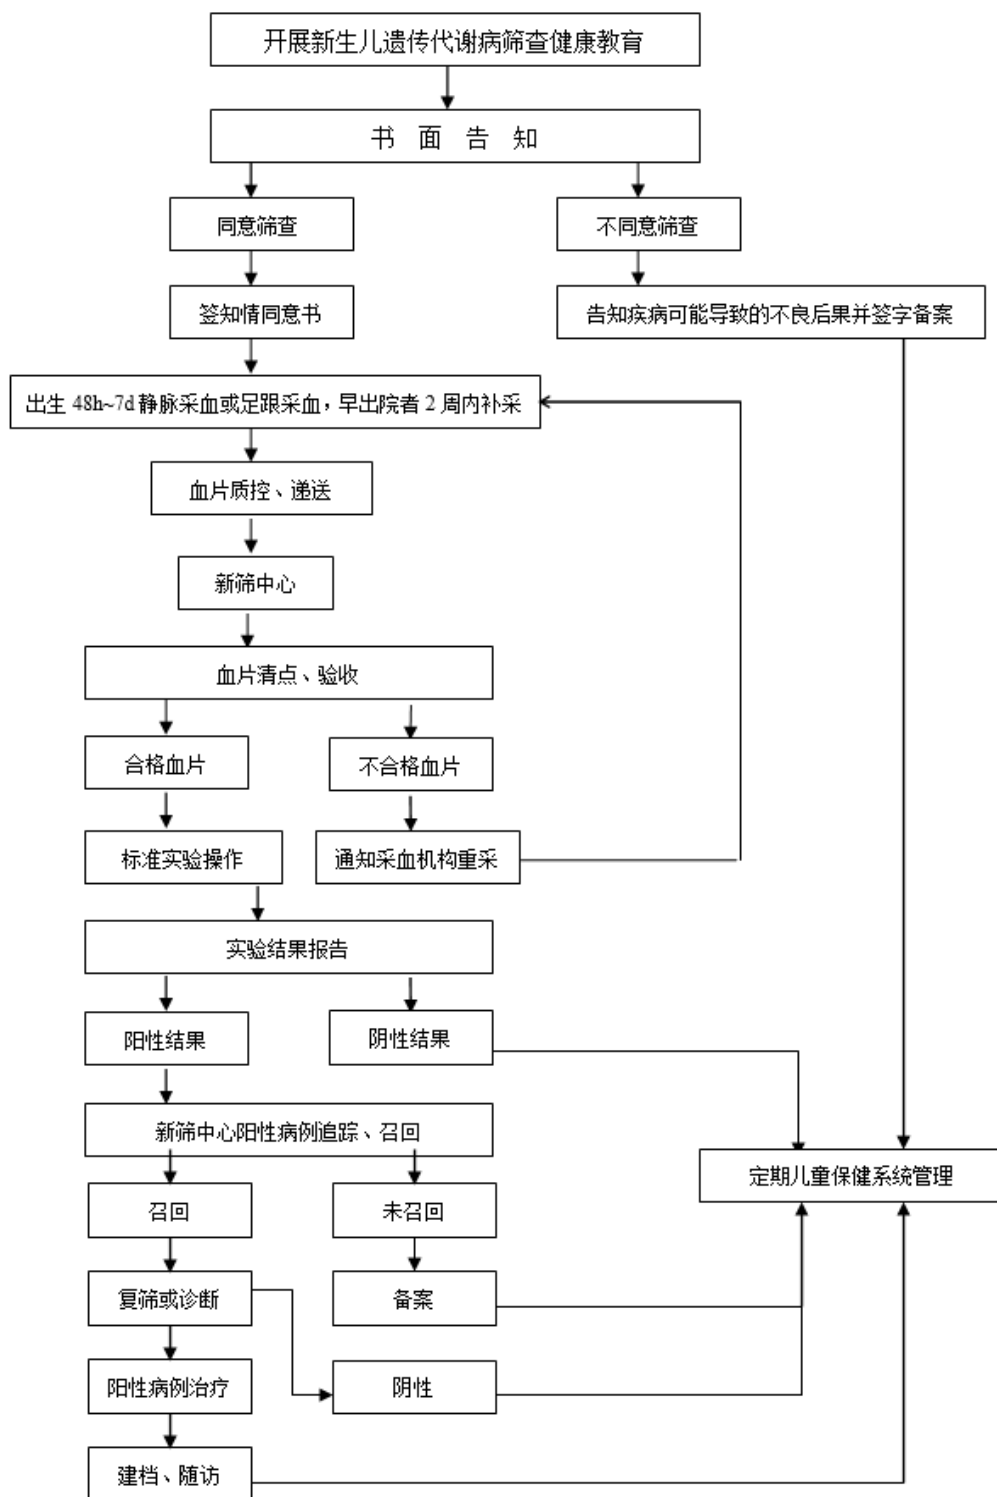 开展新生儿遗传代谢病筛查健康教育
书 面 告 知
同意筛查
不同意筛查
签知情同意书
告知疾病可能导致的不良后果并签字备案
出生 48h~7d 静脉采血或足跟采血，早出院者 2 周内补采
血片质控、递送
新筛中心
血片清点、验收
合格血片
不合格血片
标准实验操作
通知采血机构重采
实验结果报告
阳性结果
阴性结果
新筛中心阳性病例追踪、召回
定期儿童保健系统管理
召回
未召回
复筛或诊断
备案
阳性病例治疗
阴性
建档、随访